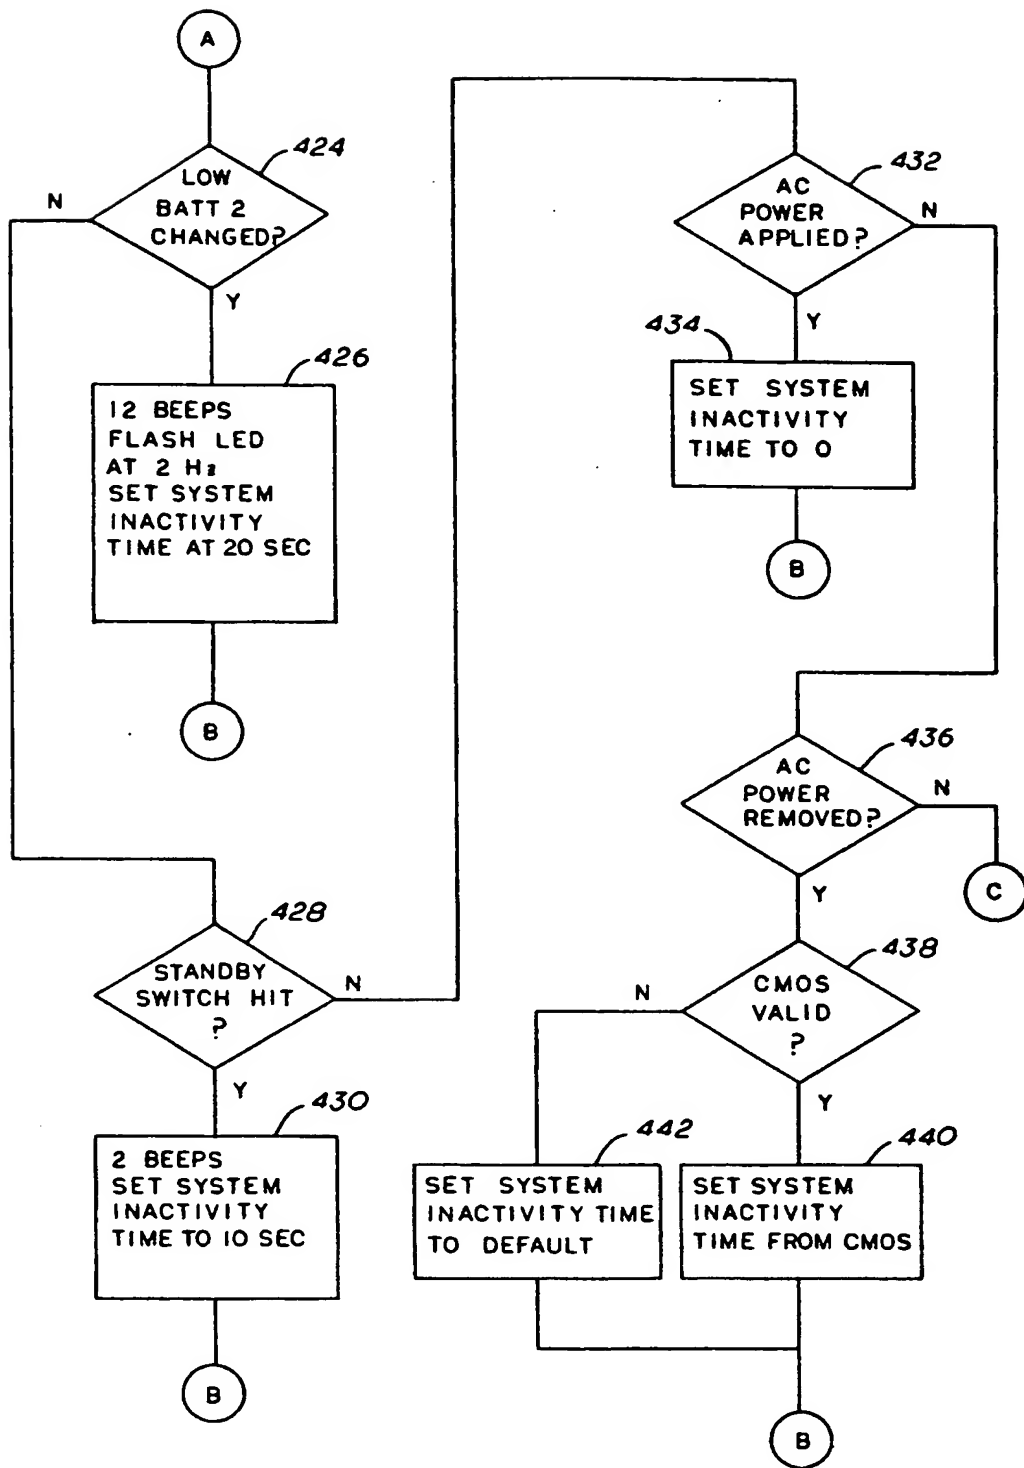 A
424
LOW
BATT 2
CHANGED?
N
Y
426
12 BEEPS
FLASH LED
AT 2 Hz
SET SYSTEM
INACTIVITY
TIME AT 20 SEC
B
428
STANDBY
SWITCH HIT
?
N
Y
430
2 BEEPS
SET SYSTEM
INACTIVITY
TIME TO 10 SEC
B
432
AC
POWER
APPLIED?
N
Y
434
SET SYSTEM
INACTIVITY
TIME TO 0
B
436
AC
POWER
REMOVED?
N
C
Y
438
CMOS
VALID
?
N
Y
442
SET SYSTEM
INACTIVITY TIME
TO DEFAULT
440
SET SYSTEM
INACTIVITY
TIME FROM CMOS
B